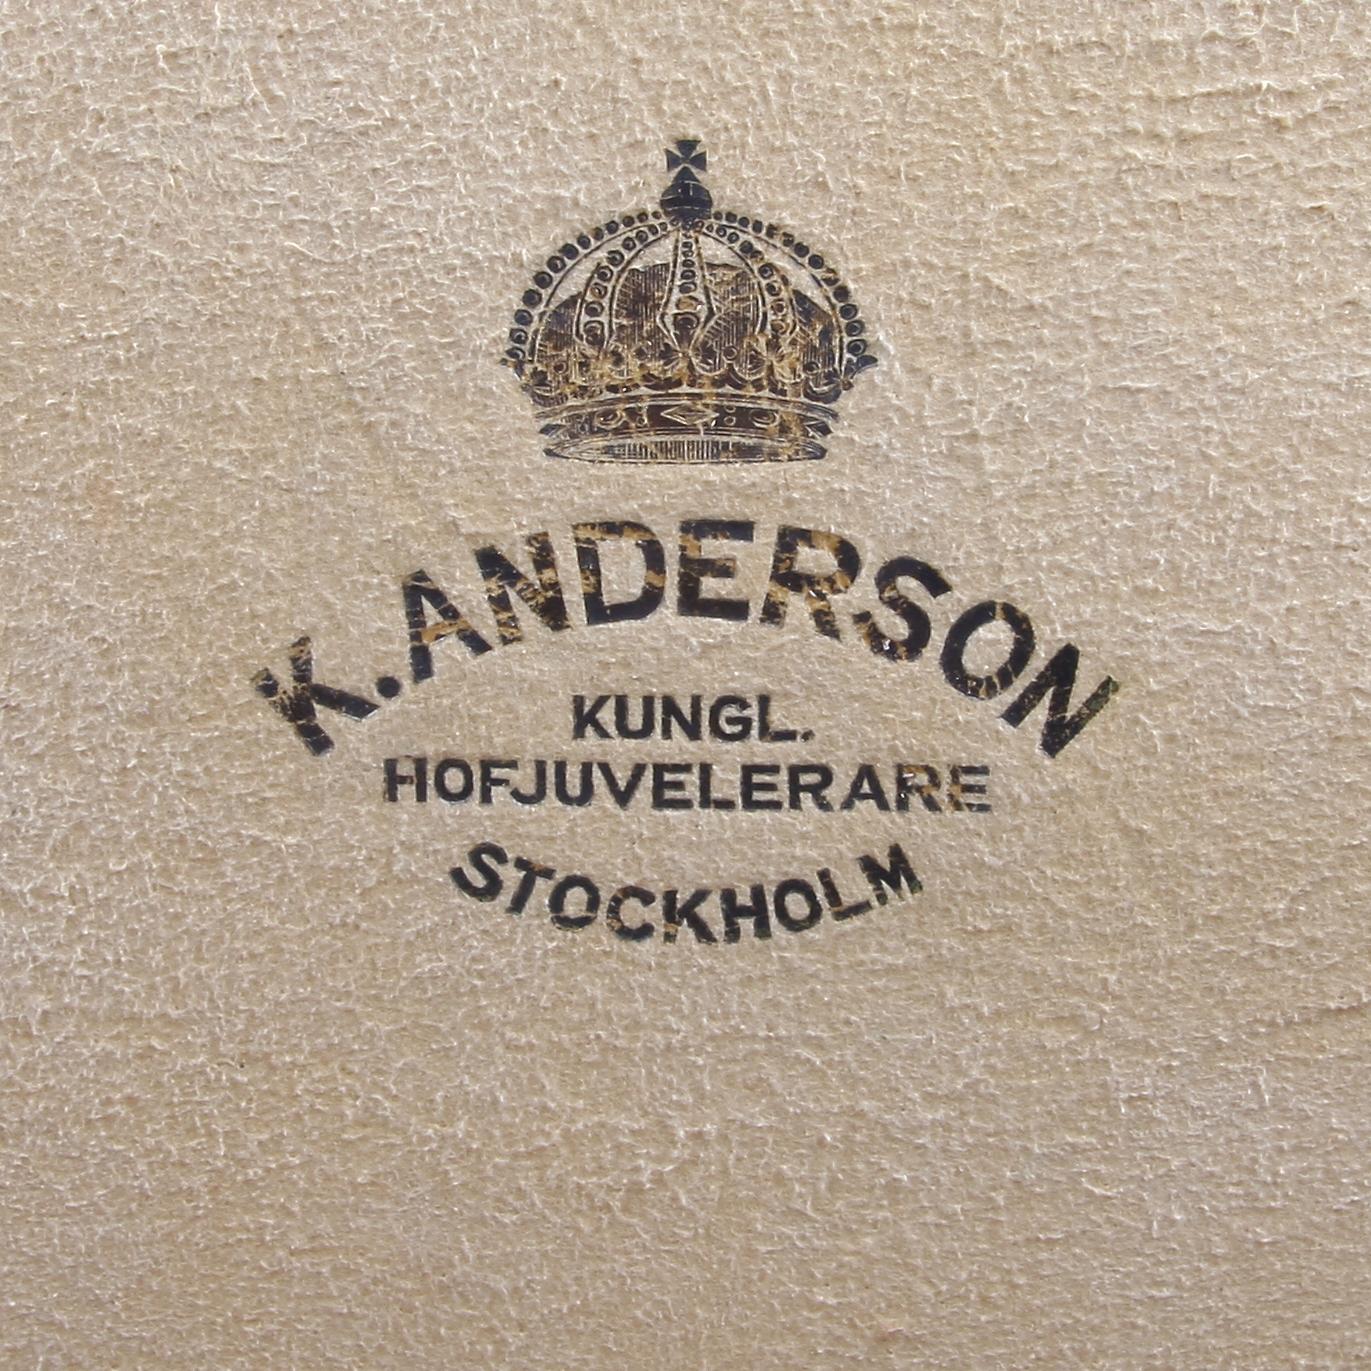 K. ANDERSON
KUNGL.
HOFJUVELERARE
STOCKHOLM